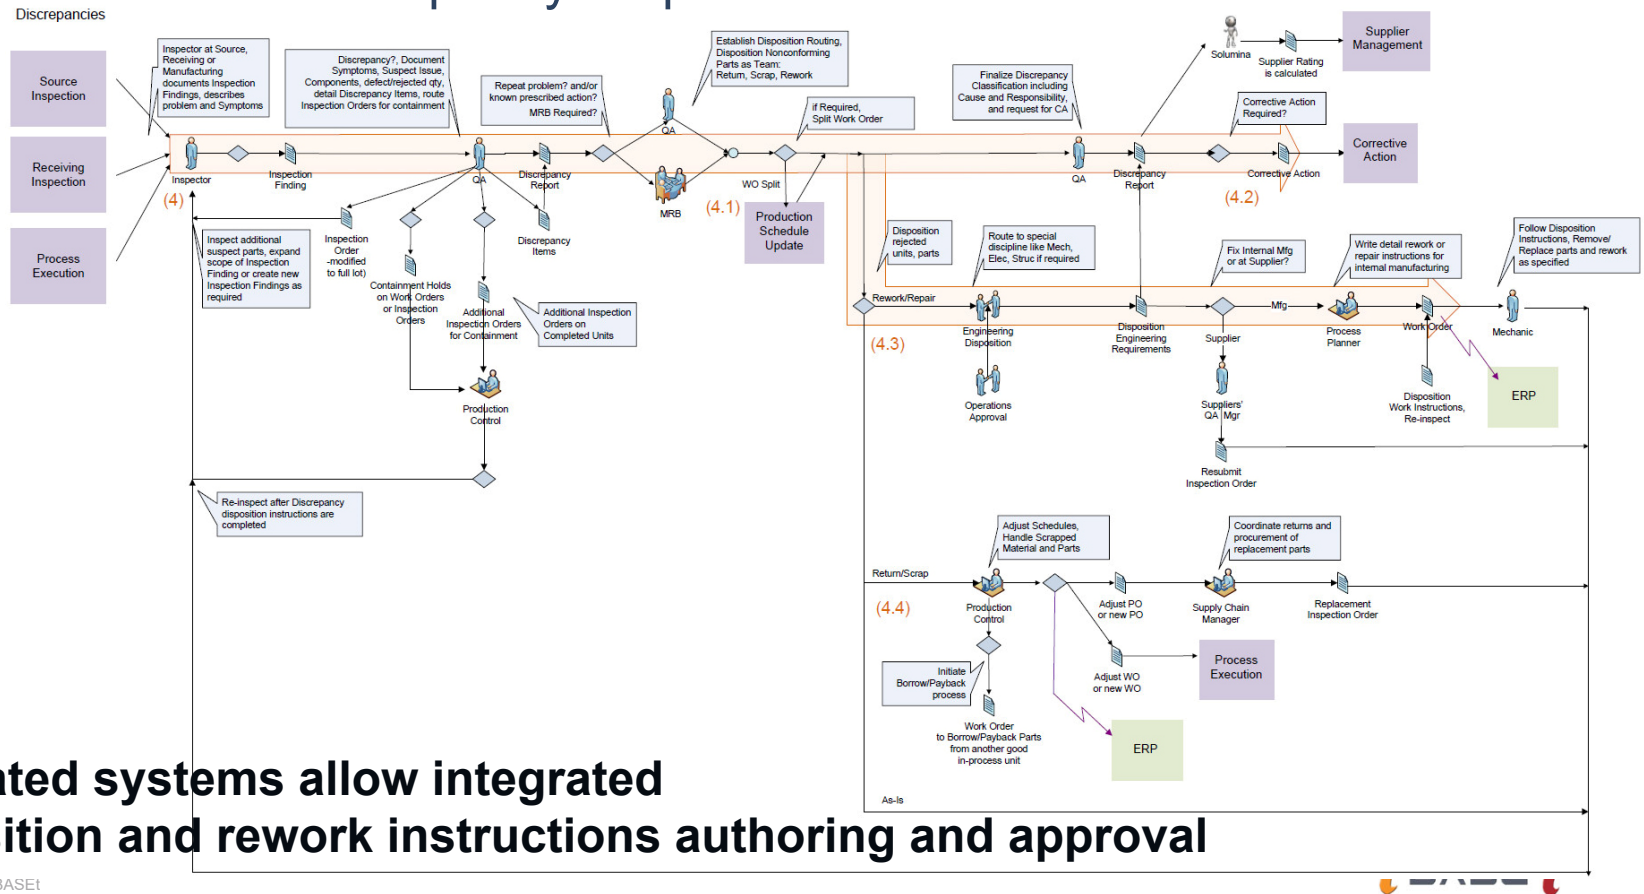 Discrepancies
Source
Inspection
Receiving
Inspection
Process
Execution
Inspector at Source,
Receiving or
Manufacturing
documents Inspection
Findings, describes
problem and Symptoms
Discrepancy?, Document
Symptoms, Suspect Issue,
Components, defect/rejected qty,
detail Discrepancy Items, route
Inspection Orders for containment
Repeat problem? and/or
known prescribed action?
MRB Required?
Establish Disposition Routing,
Disposition Nonconforming
Parts as Team:
Return, Scrap, Rework
if Required,
Split Work Order
Finalize Discrepancy
Classification including
Cause and Responsibility,
and request for CA
Solumina
Supplier Rating
is calculated
Supplier
Management
Corrective Action
Required?
Corrective
Action
Inspector
(4)
Inspection
Finding
QA
Discrepancy
Report
QA
MRB
(4.1)
WO Split
Production
Schedule
Update
QA
Discrepancy
Report
(4.2)
Corrective Action
Inspect additional
suspect parts, expand
scope of Inspection
Finding or create new
Inspection Findings as
required
Inspection
Order
-modified
to full lot)
Containment Holds
on Work Orders
or Inspection
Orders
Additional
Inspection Orders
for Containment
Discrepancy
Items
Additional Inspection
Orders on
Completed Units
Production
Control
Re-inspect after Discrepancy
disposition instructions are
completed
Disposition
rejected
units, parts
Route to special
discipline like Mech,
Elec, Struc if required
Fix Internal Mfg
or at Supplier?
Write detail rework or
repair instructions for
internal manufacturing
Follow Disposition
Instructions, Remove/
Replace parts and rework
as specified
Rework/Repair
(4.3)
Engineering
Disposition
Operations
Approval
Disposition
Engineering
Requirements
Supplier
Mfg
Process
Planner
Work Order
Mechanic
Suppliers'
QA Mgr
Resubmit
Inspection Order
Disposition
Work Instructions,
Re-inspect
ERP
Adjust Schedules,
Handle Scrapped
Material and Parts
Coordinate returns and
procurement of
replacement parts
Return/Scrap
(4.4)
Production
Control
Adjust PO
or new PO
Supply Chain
Manager
Replacement
Inspection Order
Initiate
Borrow/Payback
process
Adjust WO
or new WO
Process
Execution
Work Order
to Borrow/Payback Parts
from another good
in-process unit
ERP
As-Is
ated systems allow integrated
sition and rework instructions authoring and approval
BASEt